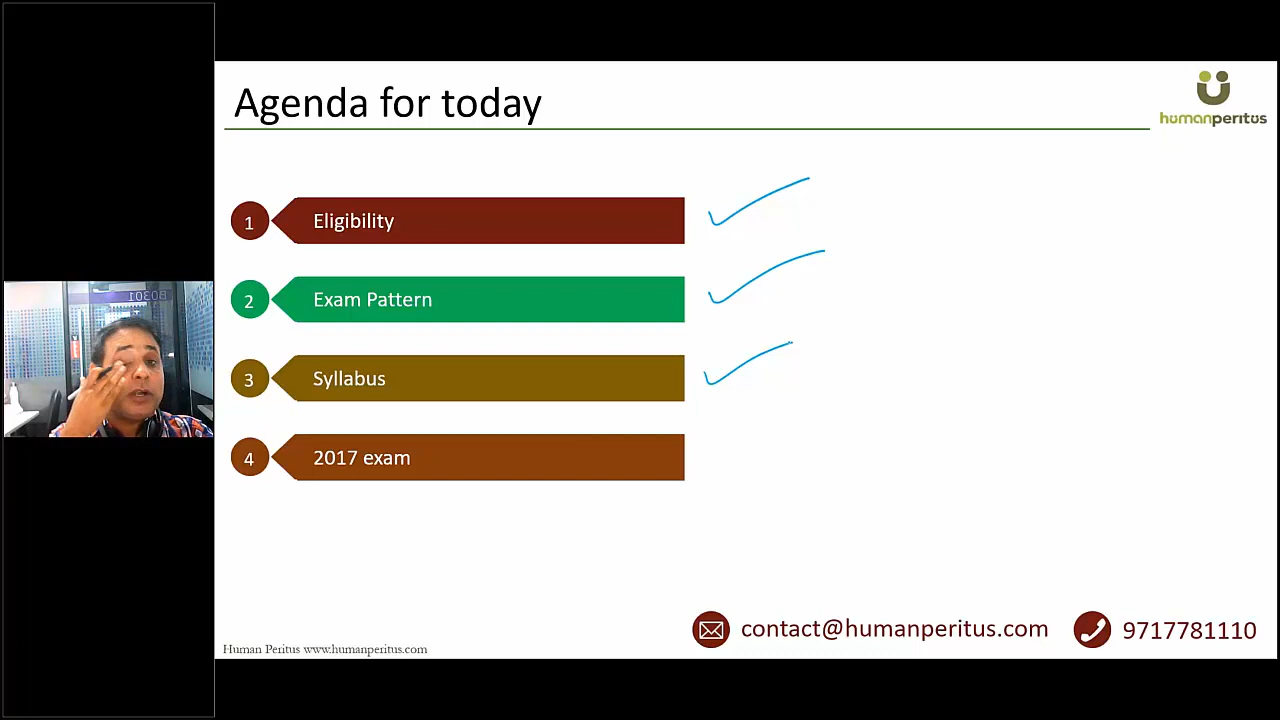 Agenda for today
humanperitus
1 Eligibility
2 Exam Pattern
3 Syllabus
4 2017 exam
B0301
contact@humanperitus.com 9717781110
Human Peritus www.humanperitus.com